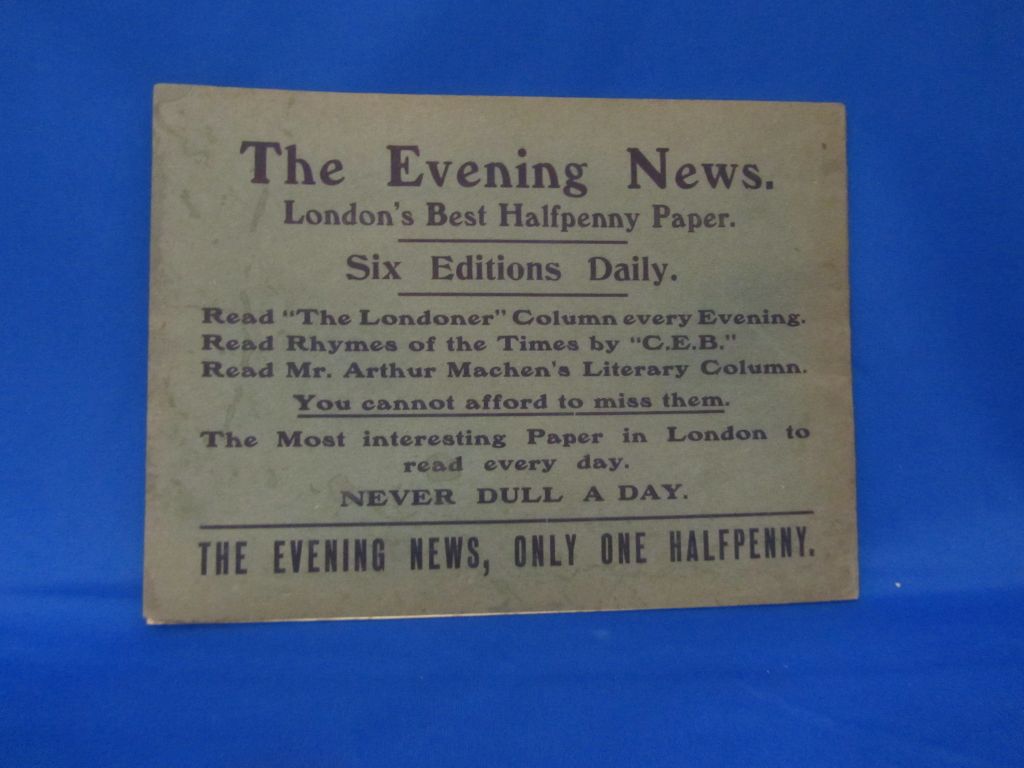 The Evening News.
London's Best Halfpenny Paper.
Six Editions Daily.
Read "The Londoner" Column every Evening.
Read Rhymes of the Times by "C.E.B."
Read Mr. Arthur Machen's Literary Column.
You cannot afford to miss them.
The Most interesting Paper in London to
read every day.
NEVER DULL A DAY.
THE EVENING NEWS, ONLY ONE HALFPENNY.